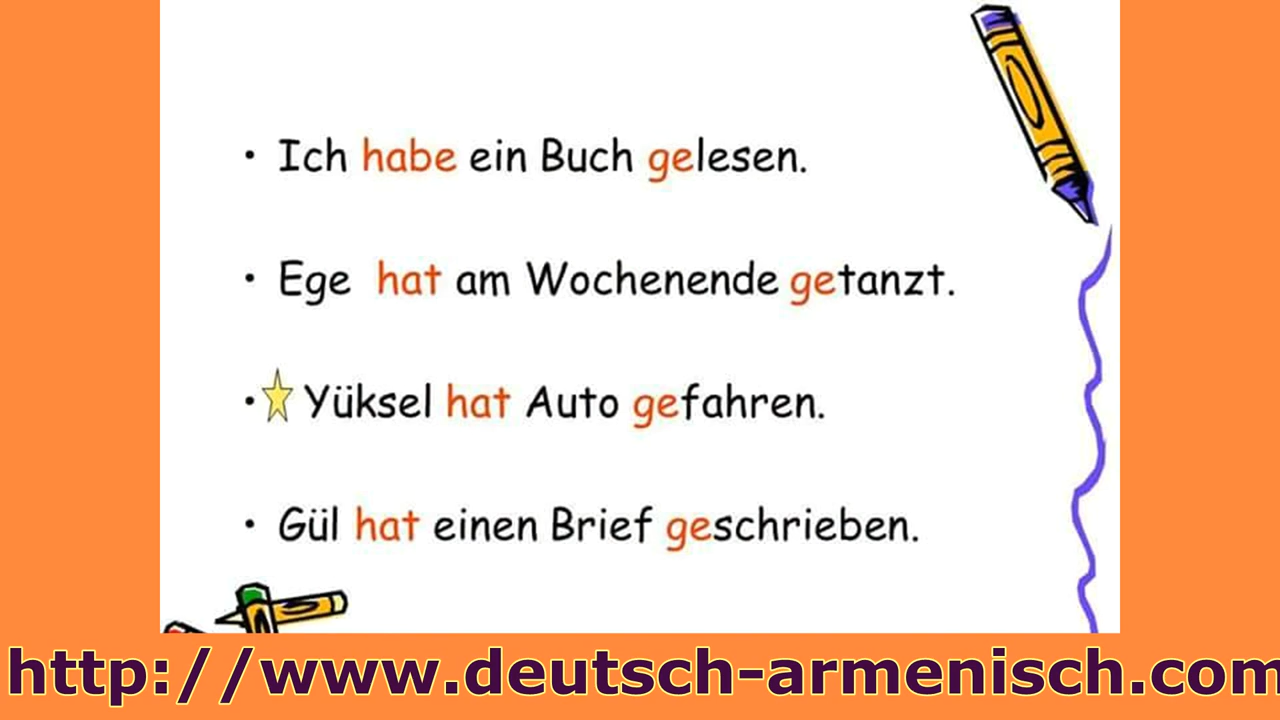 • Ich habe ein Buch gelesen.
• Ege hat am Wochenende getanzt.
• Yüksel hat Auto gefahren.
• Gül hat einen Brief geschrieben.
http://www.deutsch-armenisch.com